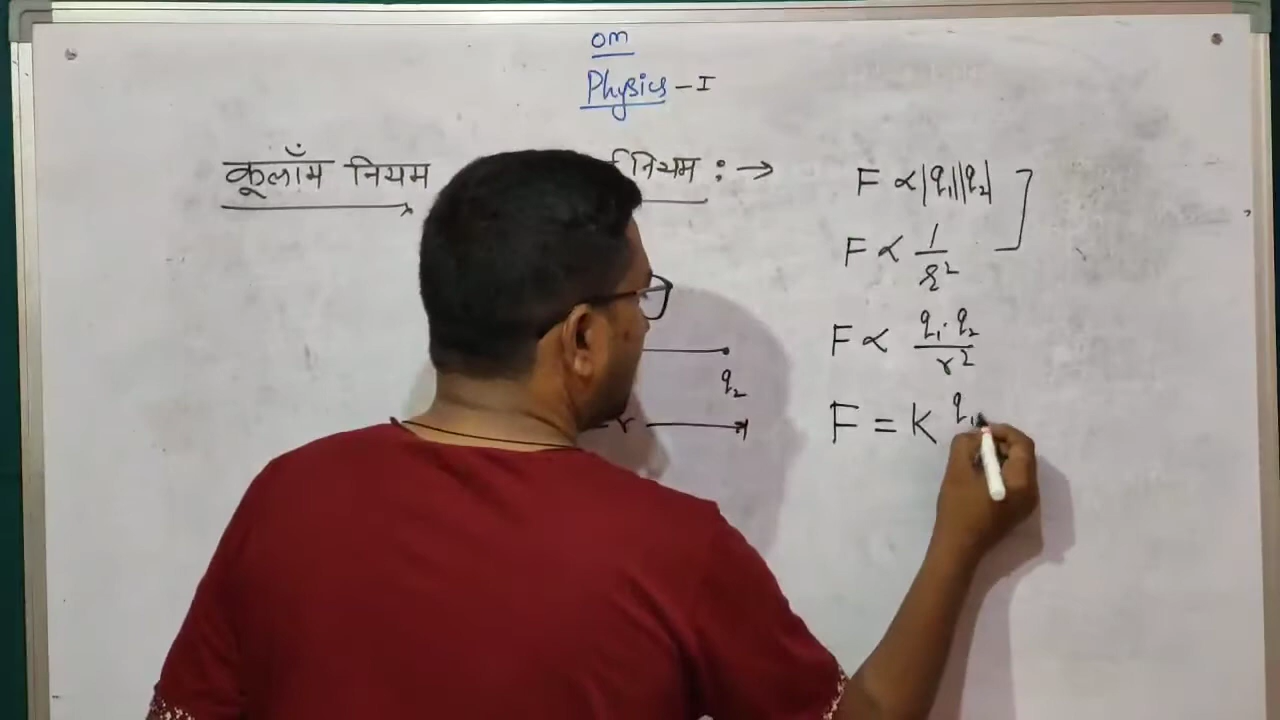 om
Physics - I
कूलॉम नियम नियम : →
F ∝ |q₁||q₂|
F ∝ 1/r²
F ∝ q₁·q₂/r²
q₂
F = K q₁
r